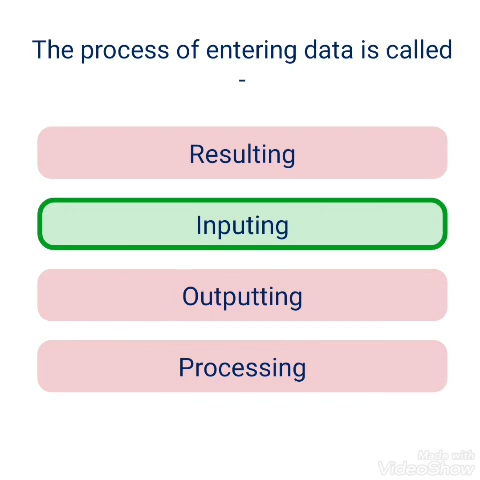 The process of entering data is called
-
Resulting
Inputing
Outputting
Processing
Made with
VideoShow